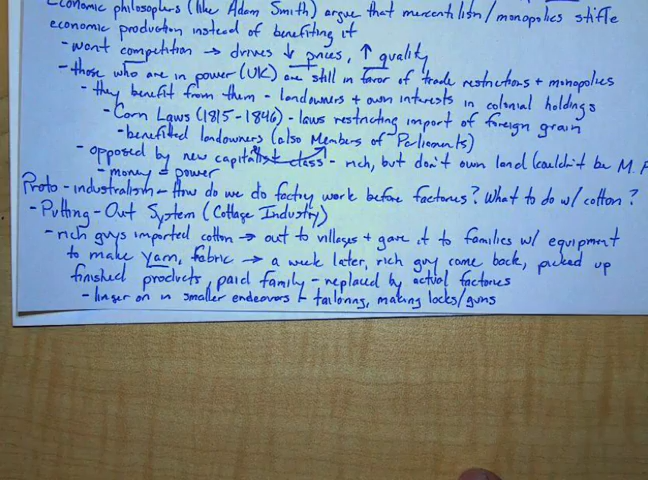 Economic philosophers (like Adam Smith) argue that mercantilism/monopolies stifle
economic production instead of benefiting it
- want competition → drives ↓ prices, ↑ quality
- those who are in power (UK) are still in favor of trade restrictions + monopolies
- they benefit from them - landowners + own interests in colonial holdings
- Corn Laws (1815-1846) - laws restricting import of foreign grain
- benefitted landowners (also Members of Parliaments)
- opposed by new capitalist class - rich, but don't own land (couldn't be M.P
- money = power
Proto-industrialism - How do we do factory work before factories? What to do w/ cotton?
- Putting-Out System (Cottage Industry)
- rich guys imported cotton → out to villages + gave it to families w/ equipment
to make yarn, fabric → a week later, rich guy come back, picked up
finished products, paid family - replaced by actual factories
- linger on in smaller endeavors - tailoring, making locks/guns